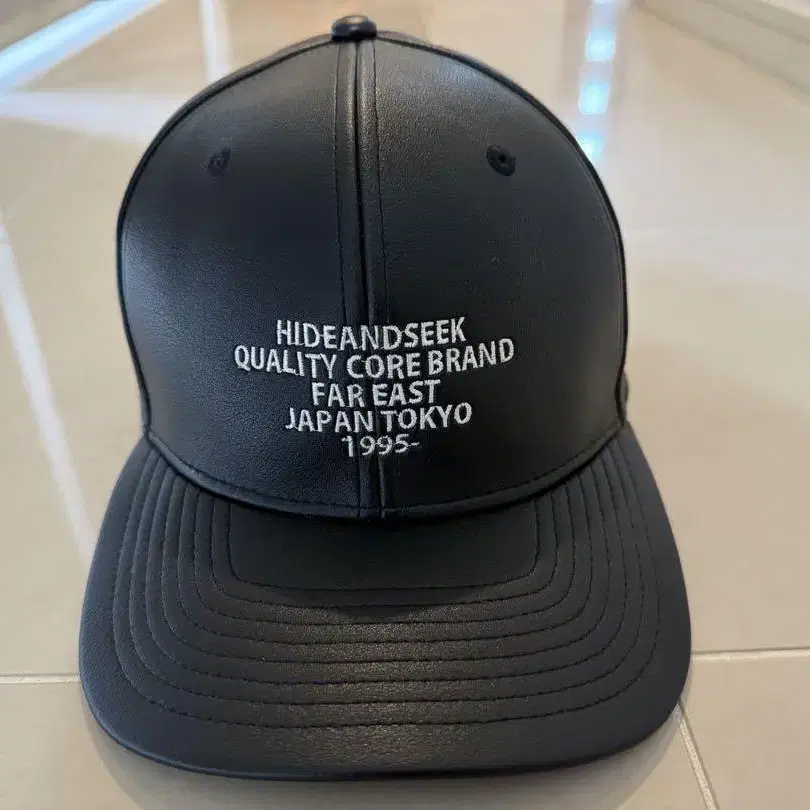 HIDEANDSEEK
QUALITY CORE BRAND
FAR EAST
JAPAN TOKYO
1995-